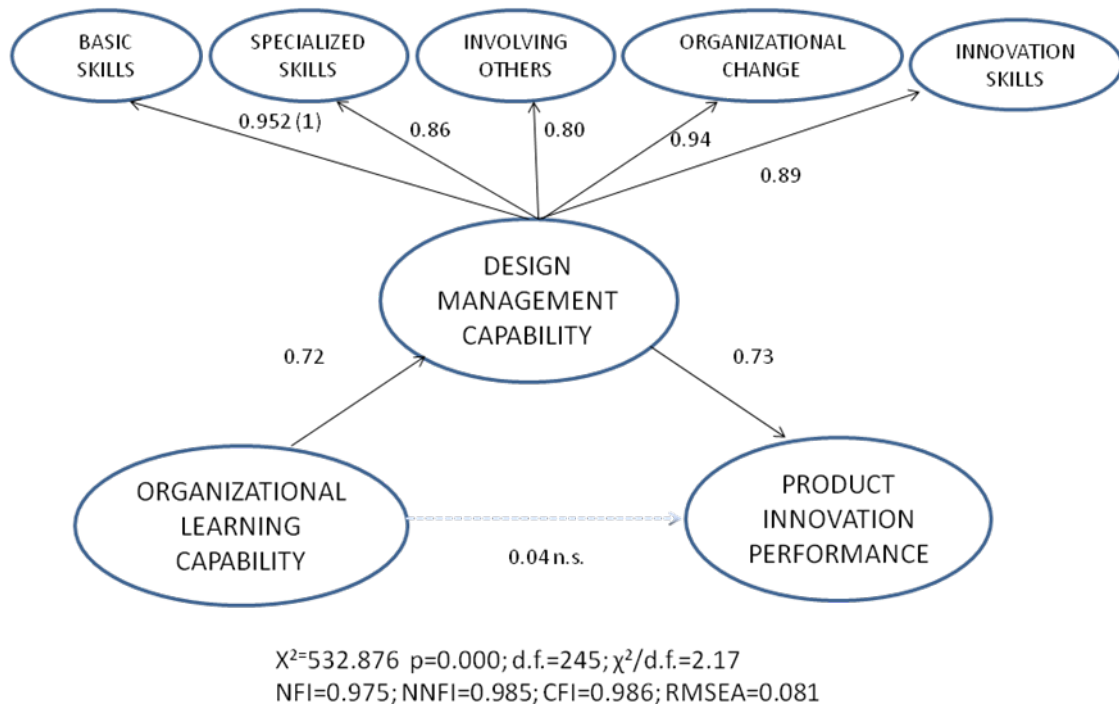 BASIC
SKILLS
SPECIALIZED
SKILLS
INVOLVING
OTHERS
ORGANIZATIONAL
CHANGE
INNOVATION
SKILLS
0.952 (1)
0.86
0.80
0.94
0.89
DESIGN
MANAGEMENT
CAPABILITY
0.72
0.73
ORGANIZATIONAL
LEARNING
CAPABILITY
0.04 n.s.
PRODUCT
INNOVATION
PERFORMANCE
X²⁼532.876 p=0.000; d.f.=245; χ²/d.f.=2.17
NFI=0.975; NNFI=0.985; CFI=0.986; RMSEA=0.081